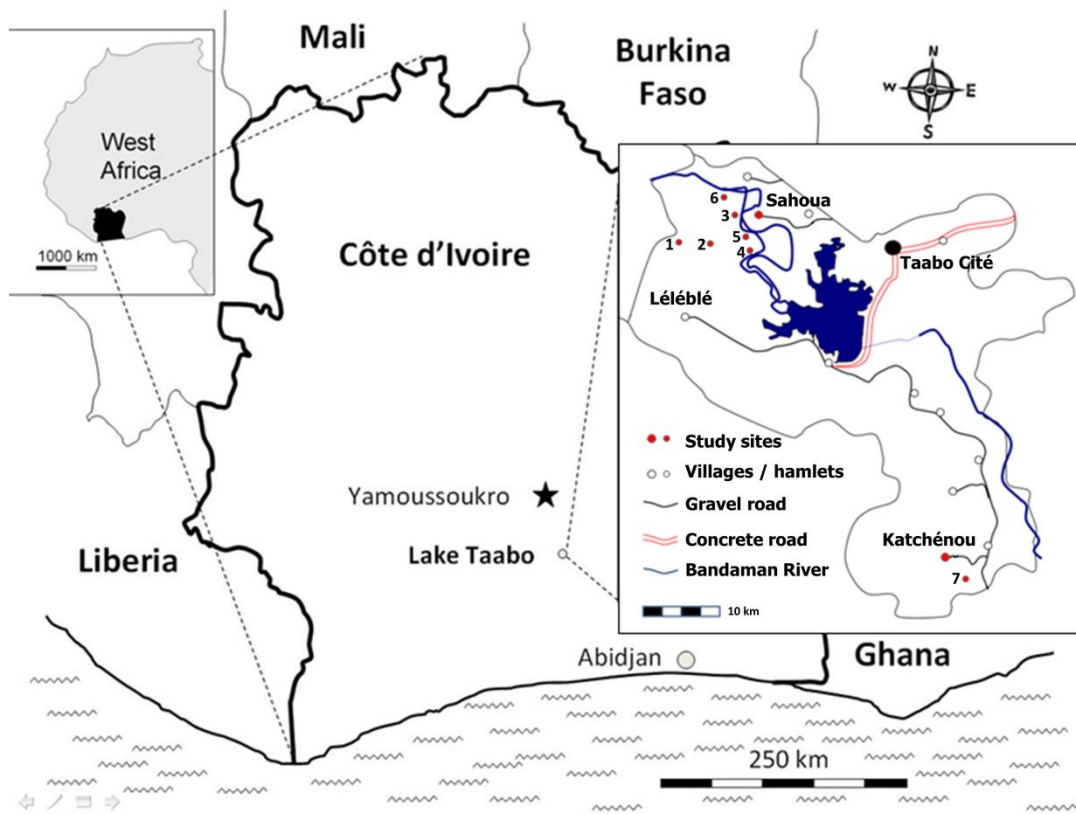 Mali
Burkina
Faso
N
W
E
S
West
Africa
1000 km
Côte d'Ivoire
6
Sahoua
3
5
1
2
4
Taabo Cité
Léléblé
Study sites
Villages / hamlets
Gravel road
Concrete road
Bandaman River
10 km
Katchénou
7
Yamoussoukro
Lake Taabo
Liberia
Abidjan
Ghana
250 km